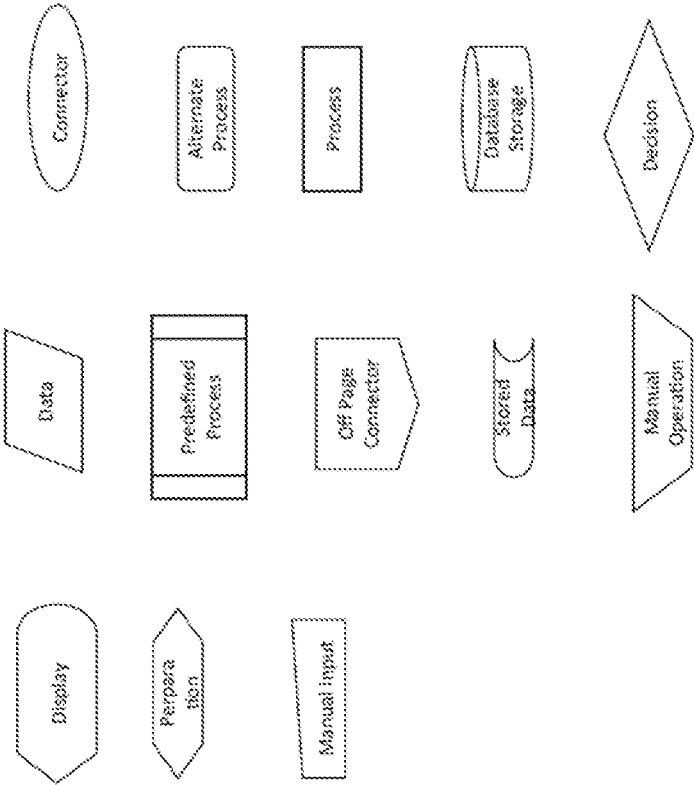 Display
Data
Connector
Perpara
tion
Predefined
Process
Alternate
Process
Manual input
Off Page
Connector
Process
Stored
Data
Database
Storage
Manual
Operation
Decision